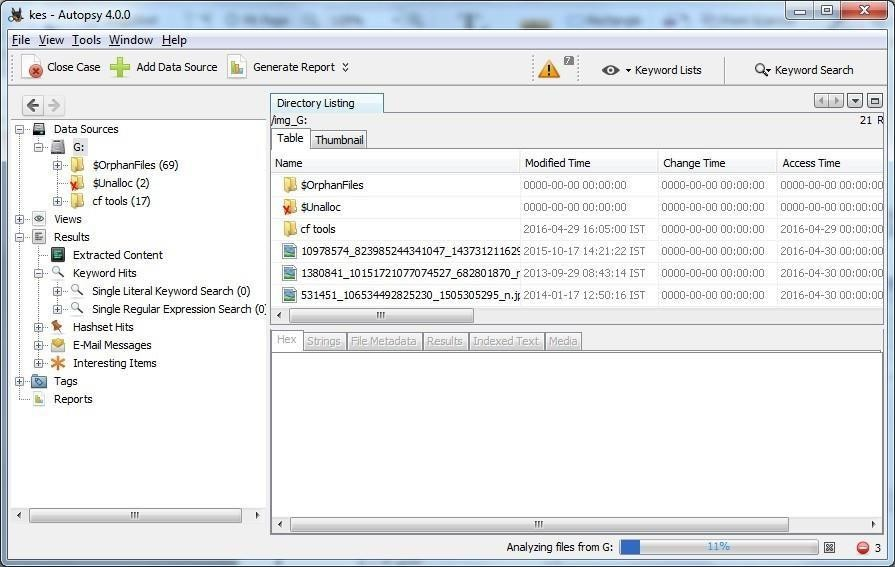 kes - Autopsy 4.0.0
File View Tools Window Help
Close Case Add Data Source Generate Report 7 Keyword Lists Keyword Search
Directory Listing
/img_G: 21 R
Table Thumbnail
Name Modified Time Change Time Access Time
$OrphanFiles 0000-00-00 00:00:00 0000-00-00 00:00:00 0000-00-00 00:00:00
$Unalloc 0000-00-00 00:00:00 0000-00-00 00:00:00 0000-00-00 00:00:00
cf tools 2016-04-29 16:05:00 IST 0000-00-00 00:00:00 2016-04-29 00:00:00
10978574_823985244341047_143731211629 2015-10-17 14:21:22 IST 0000-00-00 00:00:00 2016-04-30 00:00:00
1380841_10151721077074527_682801870_n 2013-09-29 08:43:14 IST 0000-00-00 00:00:00 2016-04-30 00:00:00
531451_106534492825230_1505305295_n.jp 2014-01-17 12:50:16 IST 0000-00-00 00:00:00 2016-04-30 00:00:00
Data Sources
G:
$OrphanFiles (69)
$Unalloc (2)
cf tools (17)
Views
Results
Extracted Content
Keyword Hits
Single Literal Keyword Search (0)
Single Regular Expression Search (0)
Hashset Hits
E-Mail Messages
Interesting Items
Tags
Reports
Hex Strings File Metadata Results Indexed Text Media
Analyzing files from G: 11% 3